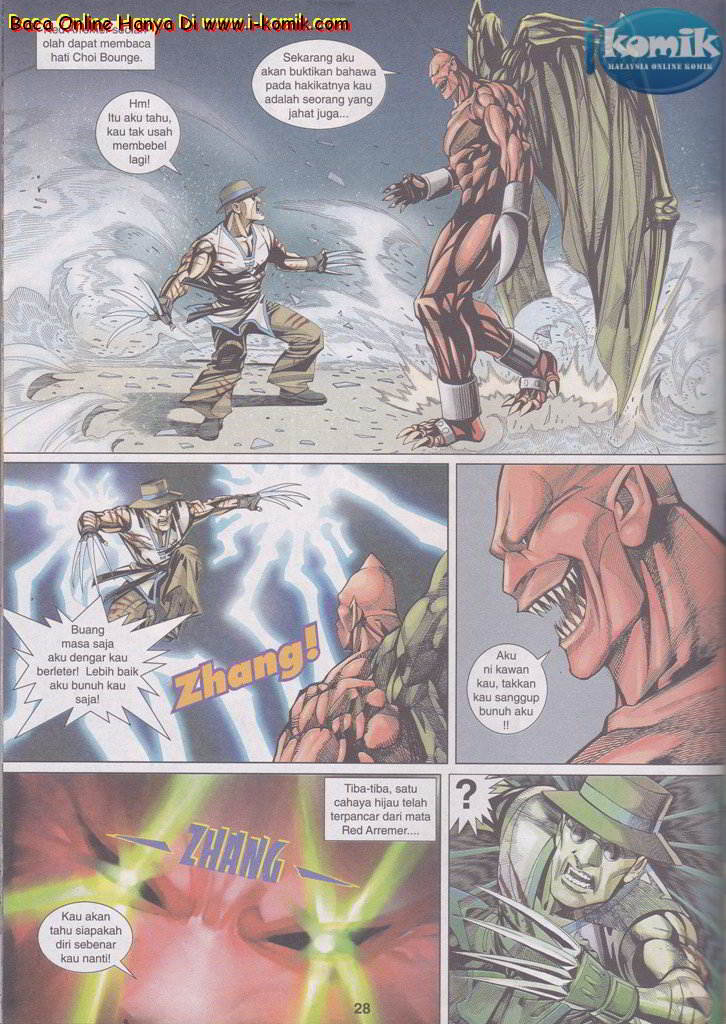 Baca Online Hanya Di www.i-komik.com
ikomik
MALAYSIA ONLINE KOMIK
olah dapat membaca
hati Choi Bounge.
Sekarang aku
akan buktikan bahawa
pada hakikatnya kau
adalah seorang yang
jahat juga...
Hm!
Itu aku tahu,
kau tak usah
membebel
lagi!
Buang
masa saja
aku dengar kau
berleter! Lebih baik
aku bunuh kau
saja!
Zhang!
Aku
ni kawan
kau, takkan
kau sanggup
bunuh aku
!!
Tiba-tiba, satu
cahaya hijau telah
terpancar dari mata
Red Arremer....
ZHANG
Kau akan
tahu siapakah
diri sebenar
kau nanti!
?
28